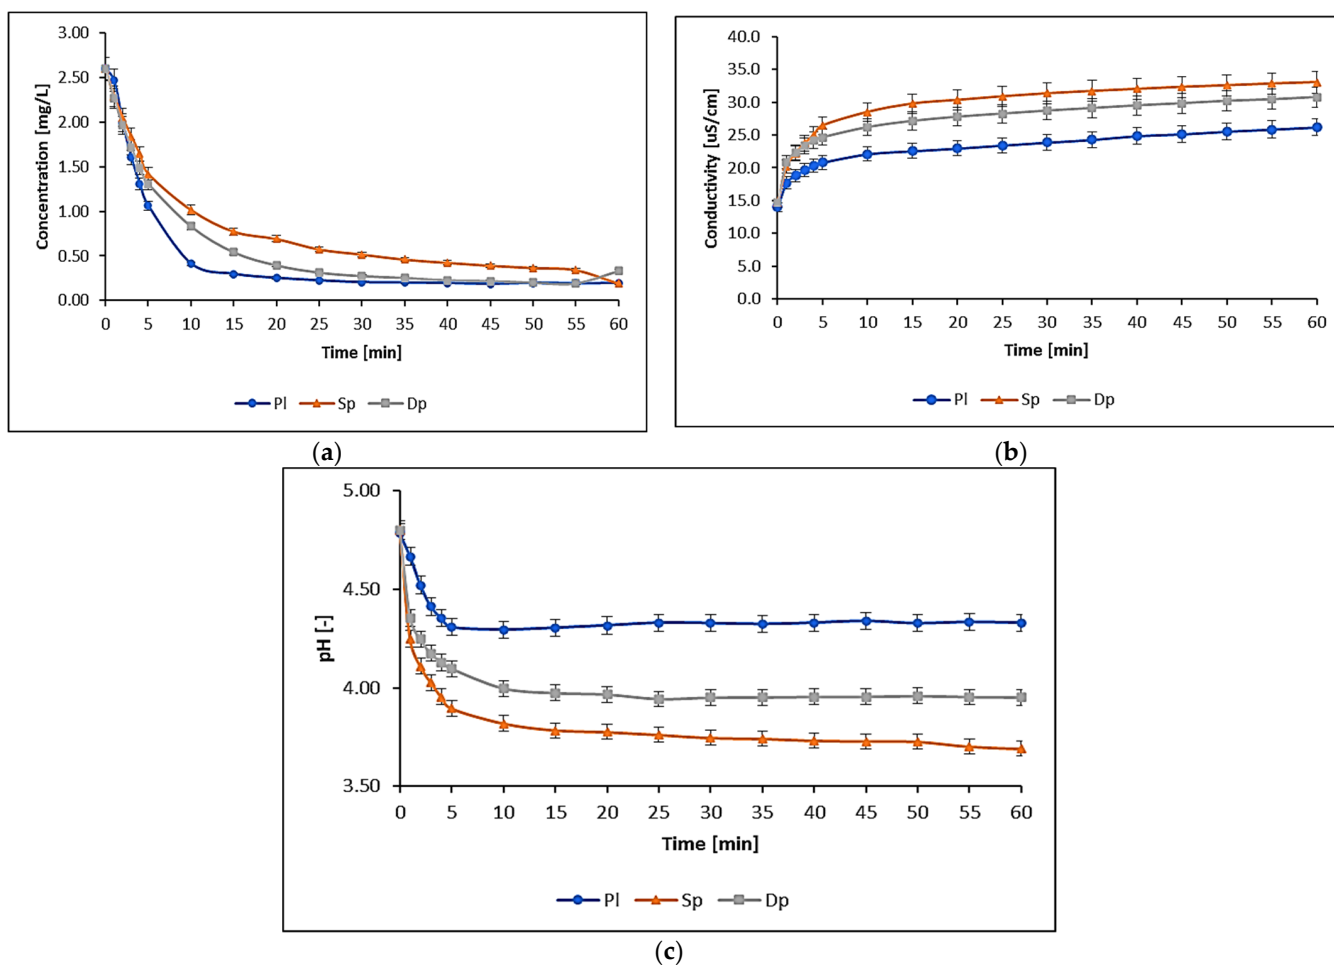 3.00
2.50
2.00
1.50
1.00
0.50
0.00
Concentration [mg/L]
0 5 10 15 20 25 30 35 40 45 50 55 60
Time [min]
Pl Sp Dp
(a)
40.0
35.0
30.0
25.0
20.0
15.0
10.0
5.0
0.0
Conductivity [uS/cm]
0 5 10 15 20 25 30 35 40 45 50 55 60
Time [min]
Pl Sp Dp
(b)
5.00
4.50
4.00
3.50
pH [-]
0 5 10 15 20 25 30 35 40 45 50 55 60
Time [min]
Pl Sp Dp
(c)